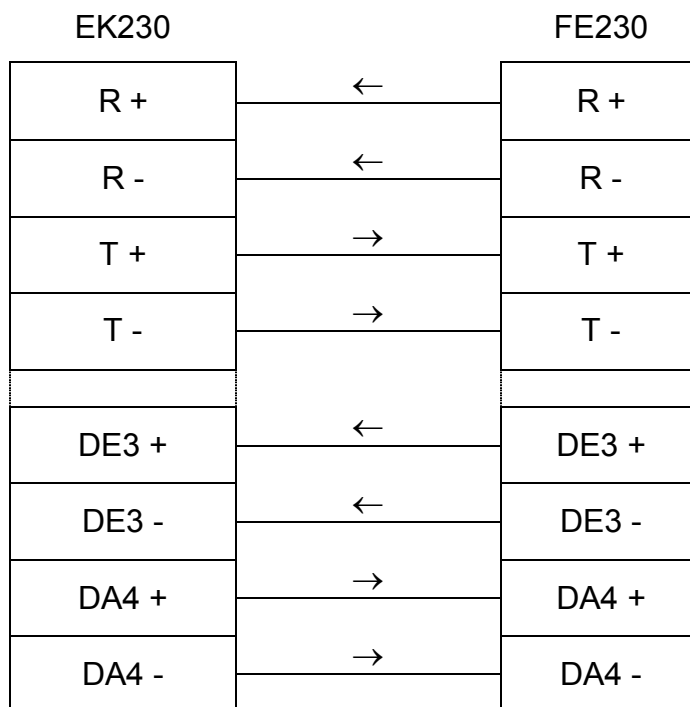 EK230 FE230
R + ← R +
R - ← R -
T + → T +
T - → T -
DE3 + ← DE3 +
DE3 - ← DE3 -
DA4 + → DA4 +
DA4 - → DA4 -